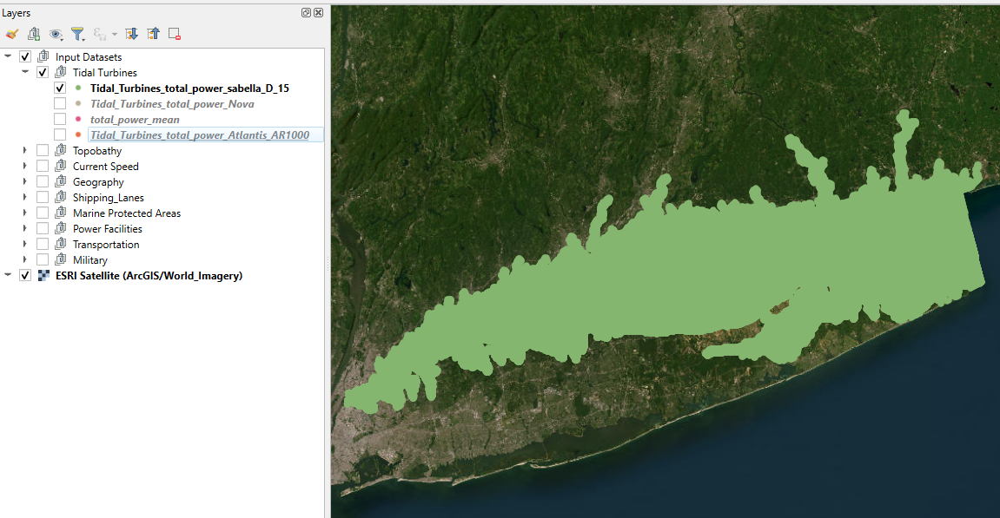 Layers
Input Datasets
Tidal Turbines
Tidal_Turbines_total_power_sabella_D_15
Tidal_Turbines_total_power_Nova
total_power_mean
Tidal_Turbines_total_power_Atlantis_AR1000
Topobathy
Current Speed
Geography
Shipping_Lanes
Marine Protected Areas
Power Facilities
Transportation
Military
ESRI Satellite (ArcGIS/World_Imagery)